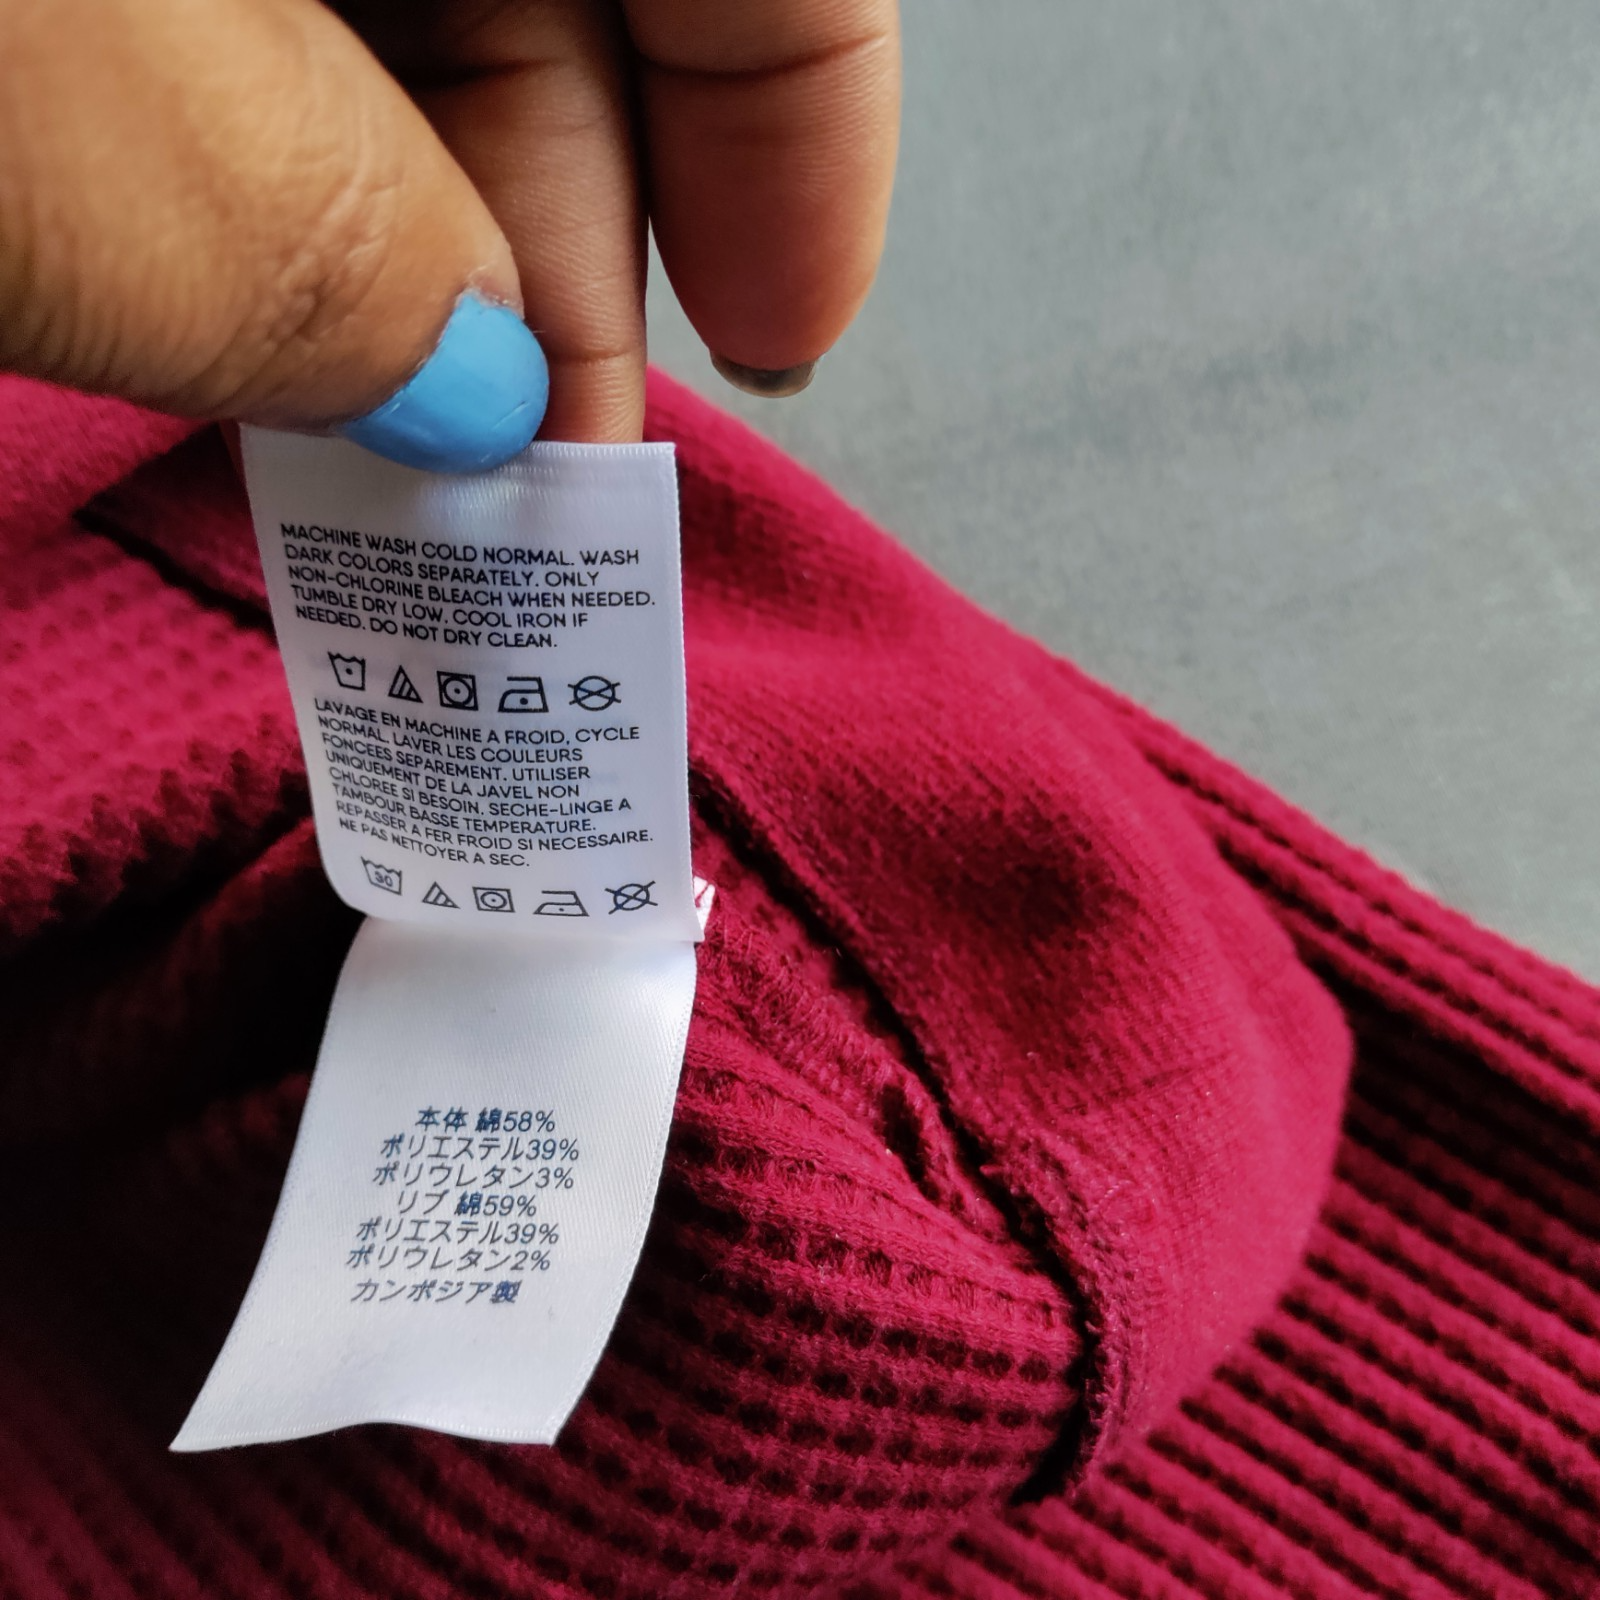 MACHINE WASH COLD NORMAL. WASH
DARK COLORS SEPARATELY. ONLY
NON-CHLORINE BLEACH WHEN NEEDED.
TUMBLE DRY LOW. COOL IRON IF
NEEDED. DO NOT DRY CLEAN.
LAVAGE EN MACHINE A FROID, CYCLE
NORMAL. LAVER LES COULEURS
FONCEES SEPAREMENT. UTILISER
UNIQUEMENT DE LA JAVEL NON
CHLOREE SI BESOIN. SECHE-LINGE A
TAMBOUR BASSE TEMPERATURE.
REPASSER A FER FROID SI NECESSAIRE.
NE PAS NETTOYER A SEC.
30
本体 綿58%
ポリエステル39%
ポリウレタン3%
リブ 綿59%
ポリエステル39%
ポリウレタン2%
カンボジア製